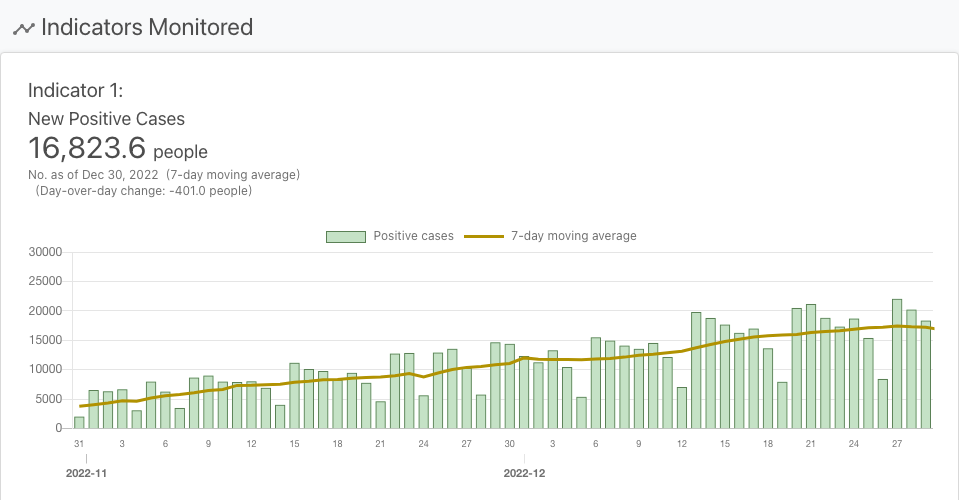 Indicators Monitored
Indicator 1:
New Positive Cases
16,823.6 people
No. as of Dec 30, 2022 (7-day moving average)
(Day-over-day change: -401.0 people)
Positive cases 7-day moving average
30000
25000
20000
15000
10000
5000
0
31 3 6 9 12 15 18 21 24 27 30 3 6 9 12 15 18 21 24 27
2022-11 2022-12